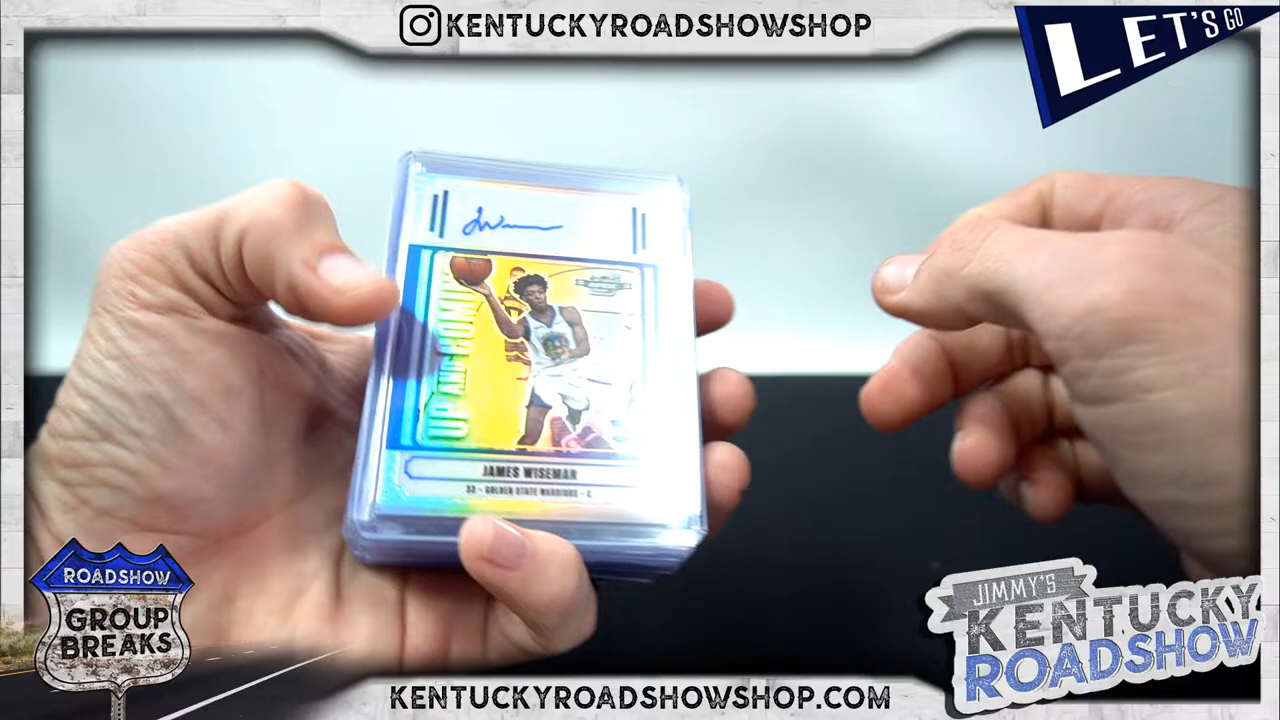 KENTUCKYROADSHOWSHOP
LET'S GO
UP AND COMING
JAMES WISEMAN
33 - GOLDEN STATE WARRIORS - C
ROADSHOW
GROUP
BREAKS
JIMMY'S
KENTUCKY
ROADSHOW
KENTUCKYROADSHOWSHOP.COM